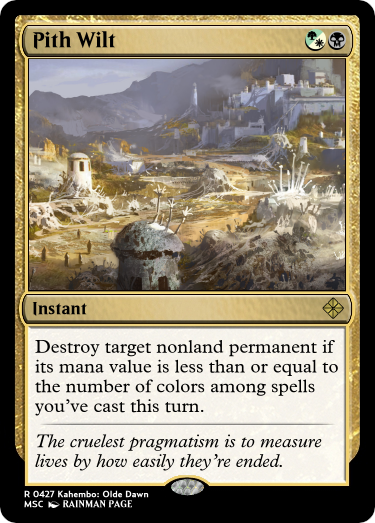 Pith Wilt
Instant
Destroy target nonland permanent if
its mana value is less than or equal to
the number of colors among spells
you've cast this turn.
The cruelest pragmatism is to measure
lives by how easily they're ended.
R 0427 Kahembo: Olde Dawn
MSC RAINMAN PAGE